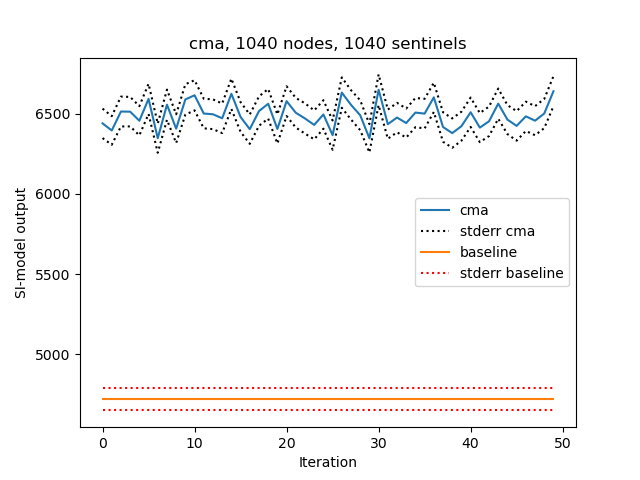 cma, 1040 nodes, 1040 sentinels
SI-model output
6500
6000
5500
5000
cma
stderr cma
baseline
stderr baseline
0
10
20
30
40
50
Iteration